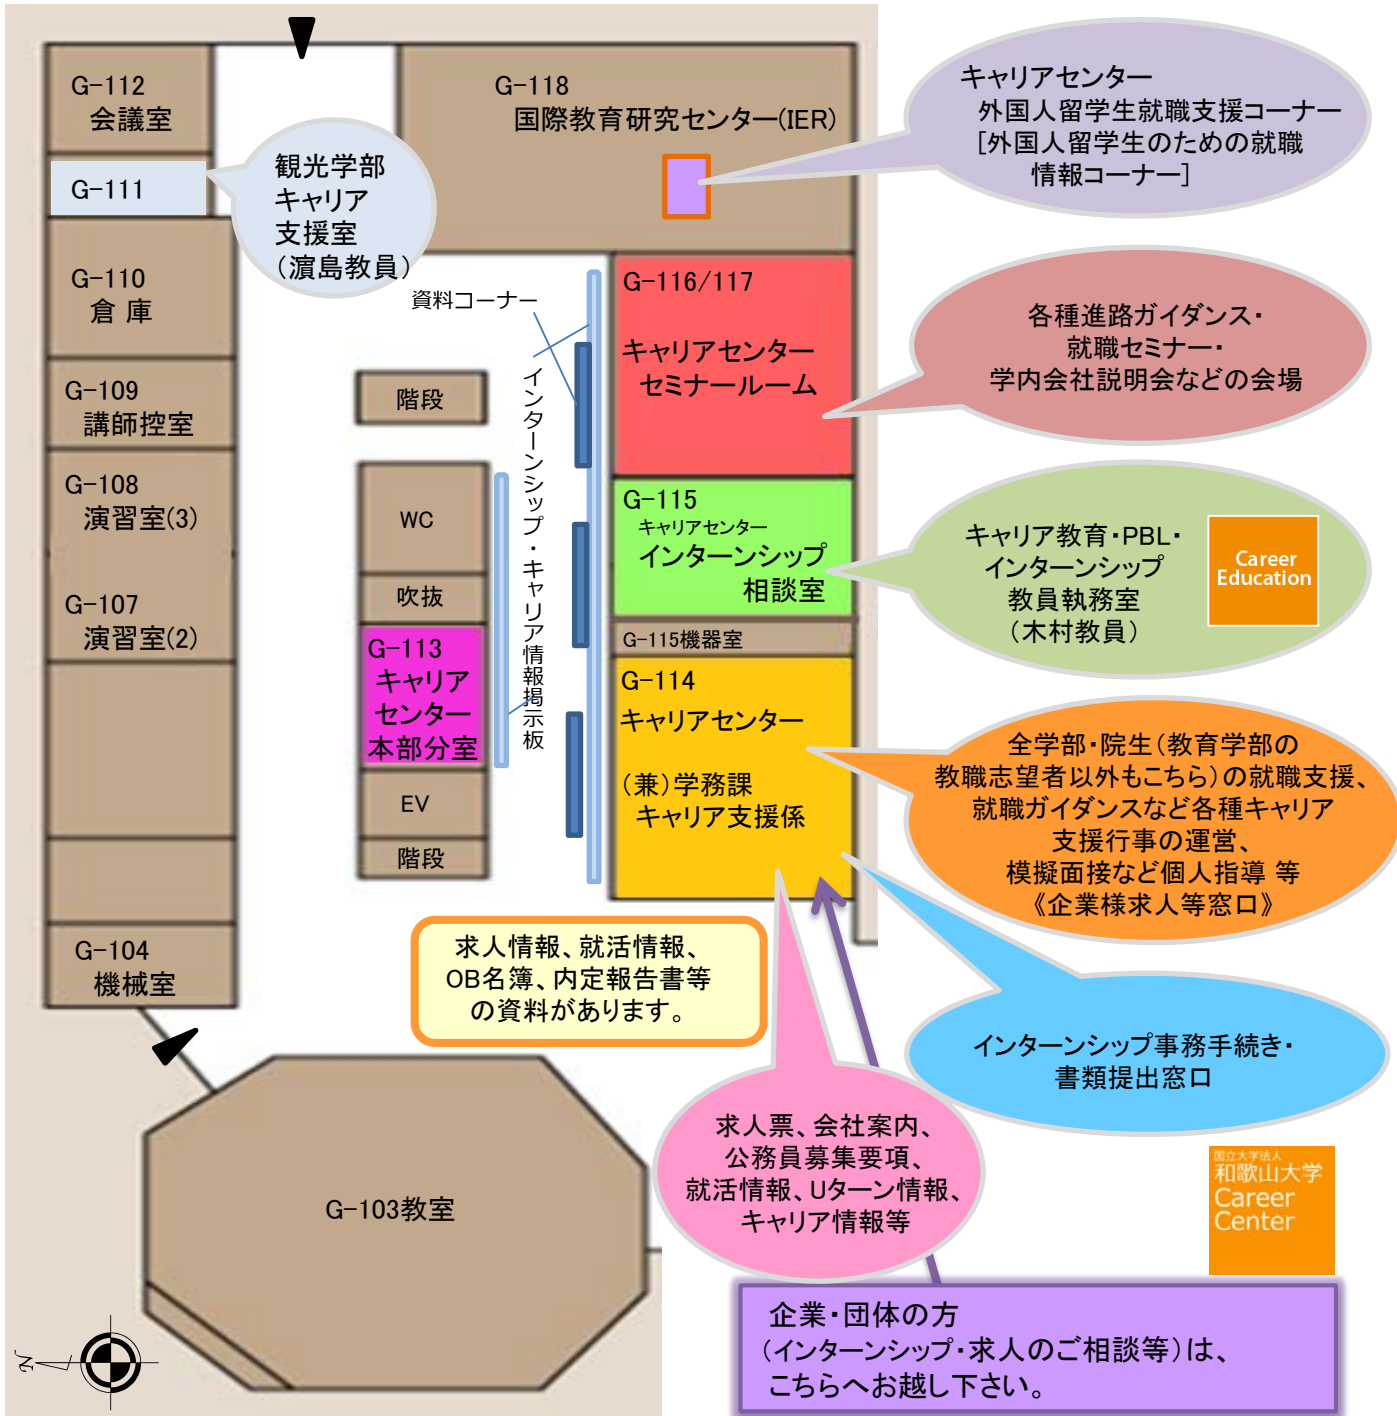 G-112
会議室
G-111
観光学部
キャリア
支援室
(濵島教員)
G-118
国際教育研究センター(IER)
キャリアセンター
外国人留学生就職支援コーナー
[外国人留学生のための就職
情報コーナー]
G-110
倉 庫
資料コーナー
G-116/117
キャリアセンター
セミナールーム
各種進路ガイダンス・
就職セミナー・
学内会社説明会などの会場
G-109
講師控室
階段
インターンシップ・キャリア情報掲示板
G-108
演習室(3)
WC
G-115
キャリアセンター
インターンシップ
相談室
キャリア教育・PBL・
インターンシップ
教員執務室
(木村教員)
Career
Education
G-107
演習室(2)
吹抜
G-115機器室
G-113
キャリア
センター
本部分室
G-114
キャリアセンター
(兼)学務課
キャリア支援係
全学部・院生(教育学部の
教職志望者以外もこちら)の就職支援、
就職ガイダンスなど各種キャリア
支援行事の運営、
模擬面接など個人指導 等
《企業様求人等窓口》
EV
階段
G-104
機械室
求人情報、就活情報、
OB名簿、内定報告書等
の資料があります。
インターンシップ事務手続き・
書類提出窓口
求人票、会社案内、
公務員募集要項、
就活情報、Uターン情報、
キャリア情報等
国立大学法人
和歌山大学
Career
Center
G-103教室
企業・団体の方
(インターンシップ・求人のご相談等)は、
こちらへお越し下さい。
N